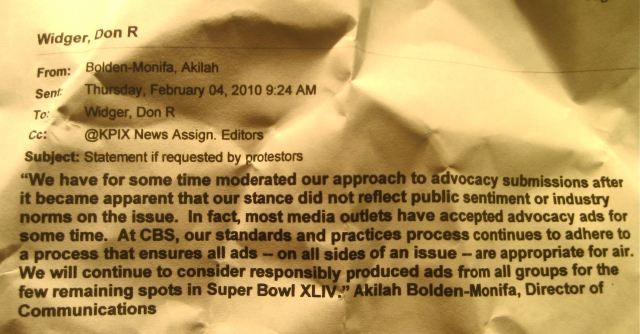 Widger, Don R
From: Bolden-Monifa, Akilah
Sent: Thursday, February 04, 2010 9:24 AM
To: Widger, Don R
Cc: @KPIX News Assign. Editors
Subject: Statement if requested by protestors
“We have for some time moderated our approach to advocacy submissions after
it became apparent that our stance did not reflect public sentiment or industry
norms on the issue. In fact, most media outlets have accepted advocacy ads for
some time. At CBS, our standards and practices process continues to adhere to
a process that ensures all ads -- on all sides of an issue -- are appropriate for air.
We will continue to consider responsibly produced ads from all groups for the
few remaining spots in Super Bowl XLIV.” Akilah Bolden-Monifa, Director of
Communications